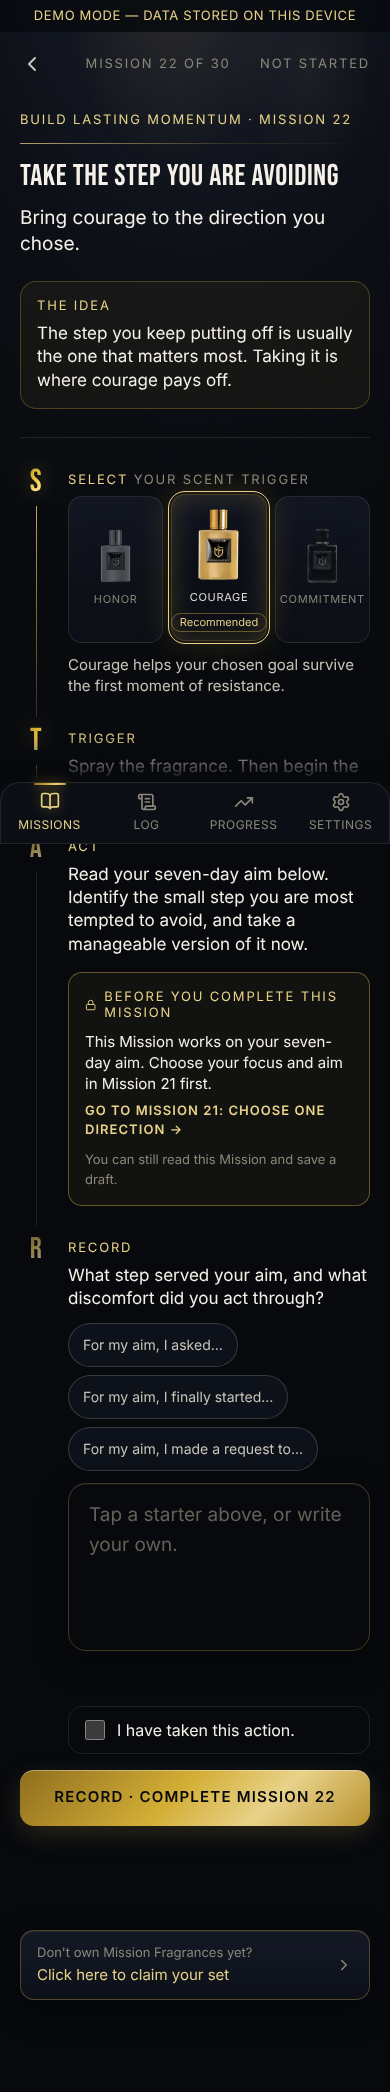 DEMO MODE — DATA STORED ON THIS DEVICE
MISSION 22 OF 30 NOT STARTED
BUILD LASTING MOMENTUM · MISSION 22
TAKE THE STEP YOU ARE AVOIDING
Bring courage to the direction you
chose.
THE IDEA
The step you keep putting off is usually
the one that matters most. Taking it is
where courage pays off.
S
SELECT YOUR SCENT TRIGGER
HONOR
COURAGE
Recommended
COMMITMENT
Courage helps your chosen goal survive
the first moment of resistance.
T
TRIGGER
Spray the fragrance. Then begin the
MISSIONS LOG PROGRESS SETTINGS
A
ACT
Read your seven-day aim below.
Identify the small step you are most
tempted to avoid, and take a
manageable version of it now.
BEFORE YOU COMPLETE THIS
MISSION
This Mission works on your seven-
day aim. Choose your focus and aim
in Mission 21 first.
GO TO MISSION 21: CHOOSE ONE
DIRECTION →
You can still read this Mission and save a
draft.
R
RECORD
What step served your aim, and what
discomfort did you act through?
For my aim, I asked...
For my aim, I finally started...
For my aim, I made a request to...
Tap a starter above, or write
your own.
I have taken this action.
RECORD · COMPLETE MISSION 22
Don't own Mission Fragrances yet?
Click here to claim your set